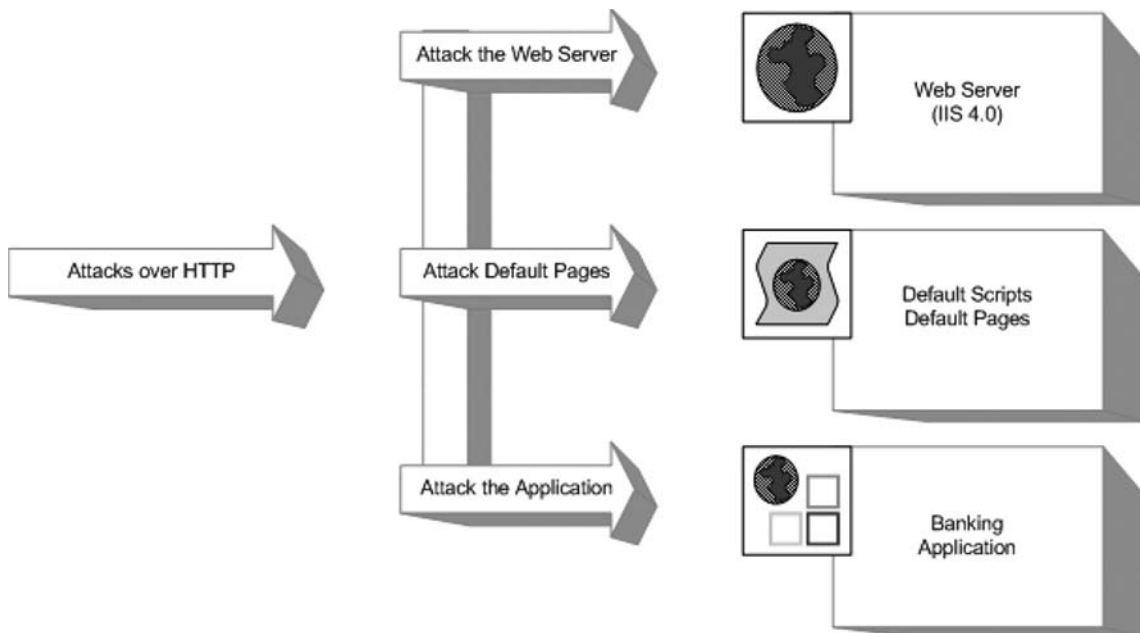 Attack the Web Server
Web Server
(IIS 4.0)
Attacks over HTTP
Attack Default Pages
Default Scripts
Default Pages
Attack the Application
Banking
Application